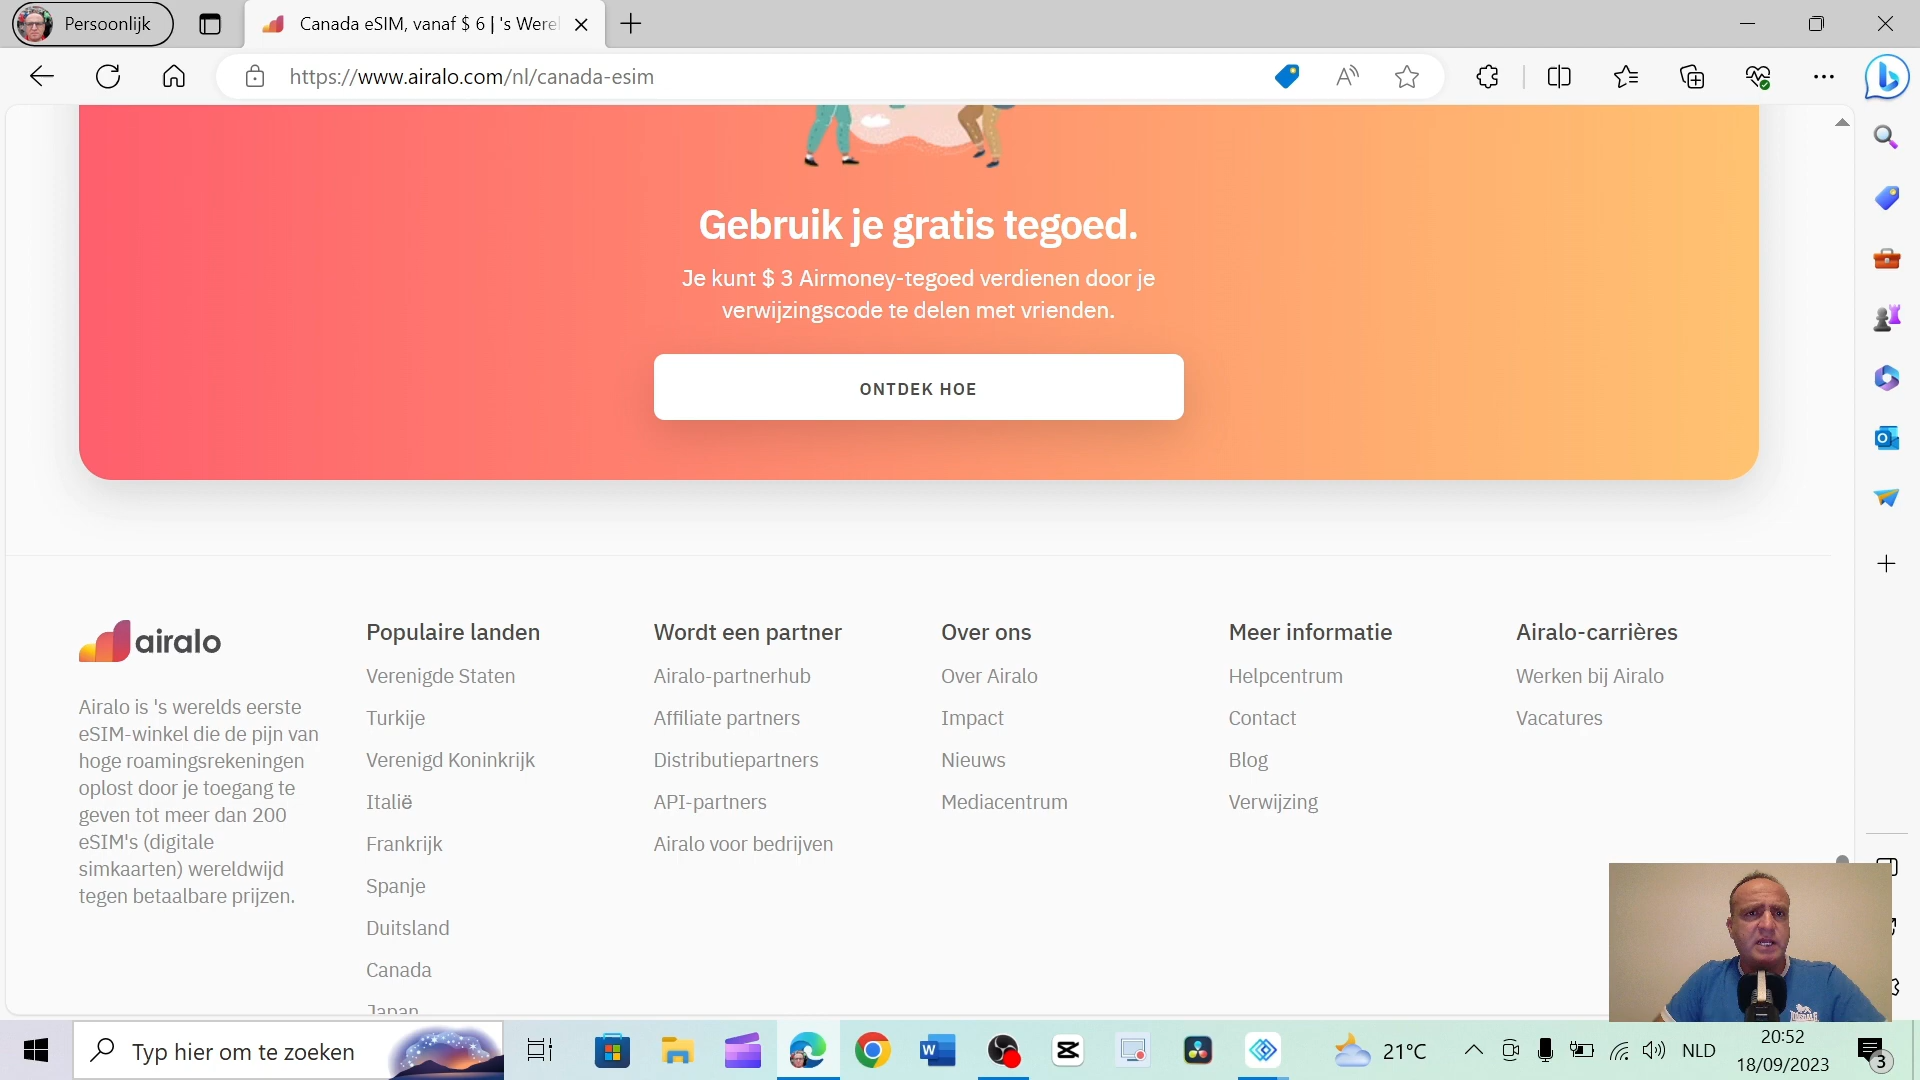 Persoonlijk
Canada eSIM, vanaf $ 6 | 's Werel
https://www.airalo.com/nl/canada-esim
Gebruik je gratis tegoed.
Je kunt $ 3 Airmoney-tegoed verdienen door je
verwijzingscode te delen met vrienden.
ONTDEK HOE
airalo
Airalo is 's werelds eerste
eSIM-winkel die de pijn van
hoge roamingsrekeningen
oplost door je toegang te
geven tot meer dan 200
eSIM's (digitale
simkaarten) wereldwijd
tegen betaalbare prijzen.
Populaire landen
Verenigde Staten
Turkije
Verenigd Koninkrijk
Italië
Frankrijk
Spanje
Duitsland
Canada
Japan
Wordt een partner
Airalo-partnerhub
Affiliate partners
Distributiepartners
API-partners
Airalo voor bedrijven
Over ons
Over Airalo
Impact
Nieuws
Mediacentrum
Meer informatie
Helpcentrum
Contact
Blog
Verwijzing
Airalo-carrières
Werken bij Airalo
Vacatures
Typ hier om te zoeken
21°C
NLD
20:52
18/09/2023
3